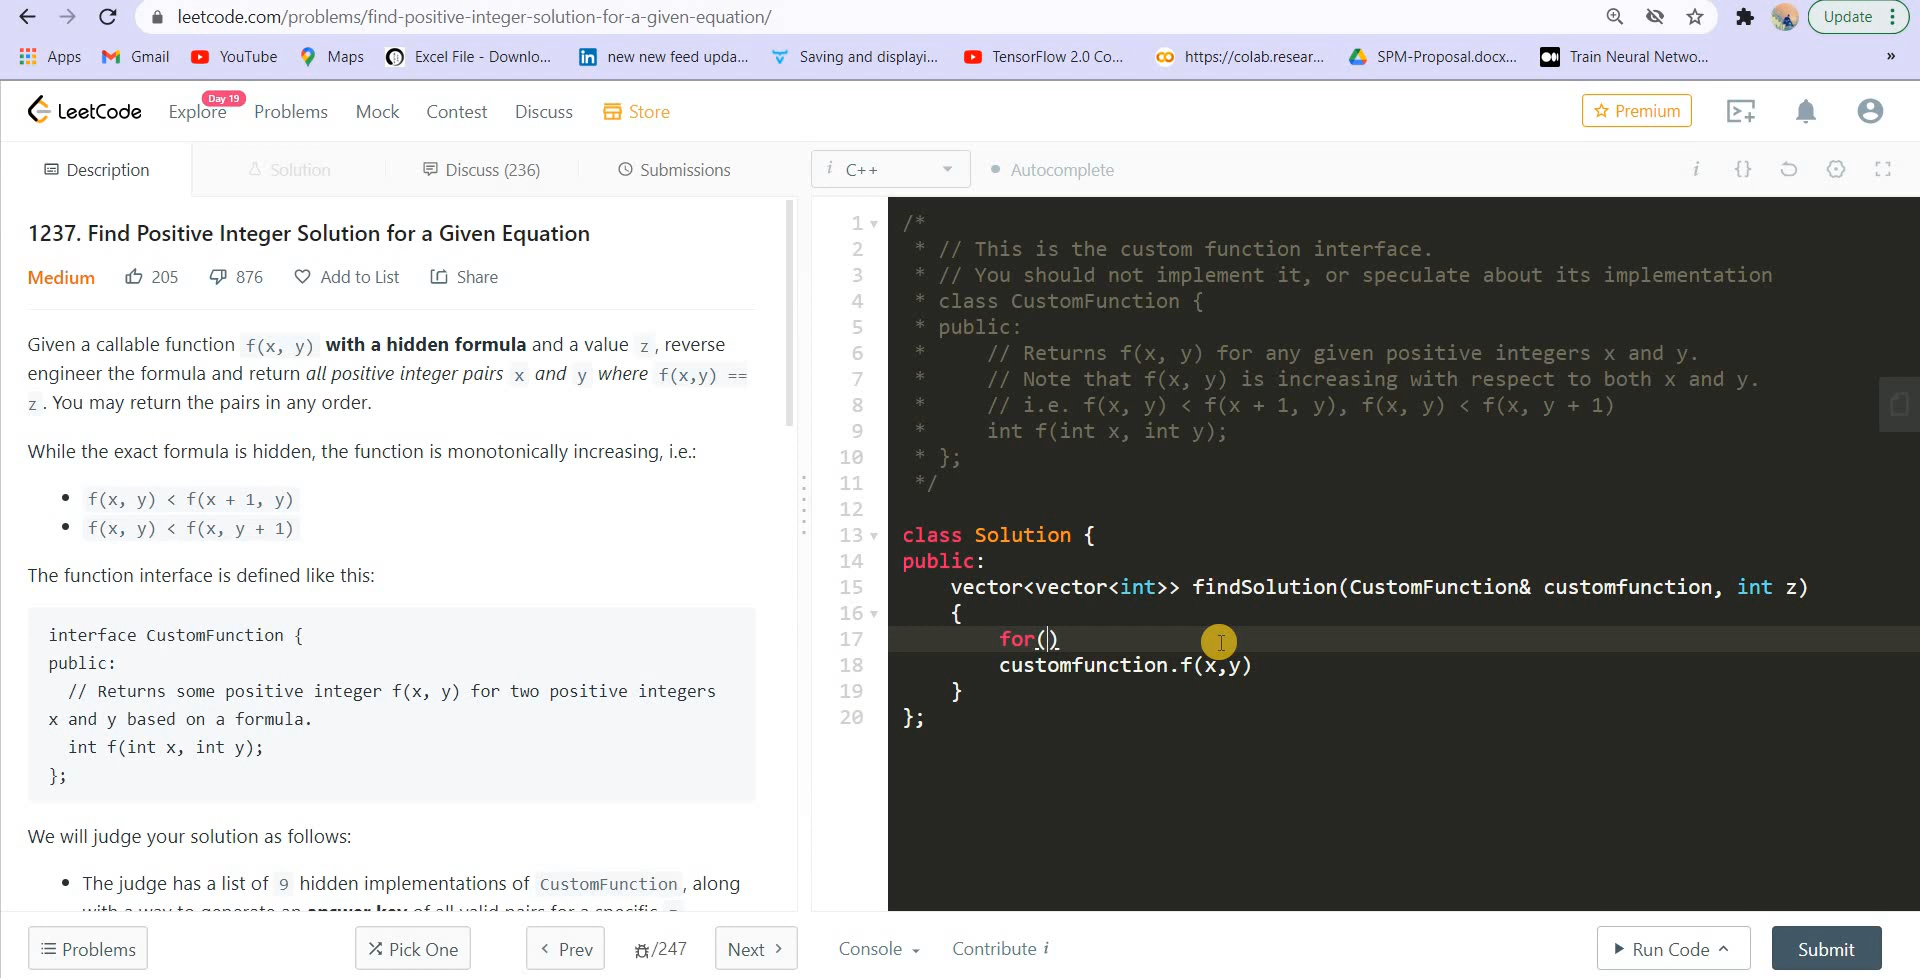 leetcode.com/problems/find-positive-integer-solution-for-a-given-equation/
Update
Apps Gmail YouTube Maps Excel File - Downlo... new new feed upda... Saving and displayi... TensorFlow 2.0 Co... https://colab.resear... SPM-Proposal.docx... Train Neural Netwo... »
LeetCode Explore Day 19 Problems Mock Contest Discuss Store Premium
Description Solution Discuss (236) Submissions
i C++ Autocomplete i {}
1237. Find Positive Integer Solution for a Given Equation
Medium 205 876 Add to List Share
Given a callable function f(x, y) with a hidden formula and a value z, reverse
engineer the formula and return all positive integer pairs x and y where f(x,y) ==
z. You may return the pairs in any order.
While the exact formula is hidden, the function is monotonically increasing, i.e.:
• f(x, y) < f(x + 1, y)
• f(x, y) < f(x, y + 1)
The function interface is defined like this:
interface CustomFunction {
public:
// Returns some positive integer f(x, y) for two positive integers
x and y based on a formula.
int f(int x, int y);
};
We will judge your solution as follows:
• The judge has a list of 9 hidden implementations of CustomFunction, along
1 /*
2 * // This is the custom function interface.
3 * // You should not implement it, or speculate about its implementation
4 * class CustomFunction {
5 * public:
6 * // Returns f(x, y) for any given positive integers x and y.
7 * // Note that f(x, y) is increasing with respect to both x and y.
8 * // i.e. f(x, y) < f(x + 1, y), f(x, y) < f(x, y + 1)
9 * int f(int x, int y);
10 * };
11 */
12
13 class Solution {
14 public:
15 vector<vector<int>> findSolution(CustomFunction& customfunction, int z)
16 {
17 for()
18 customfunction.f(x,y)
19 }
20 };
Problems Pick One Prev /247 Next Console Contribute i Run Code Submit